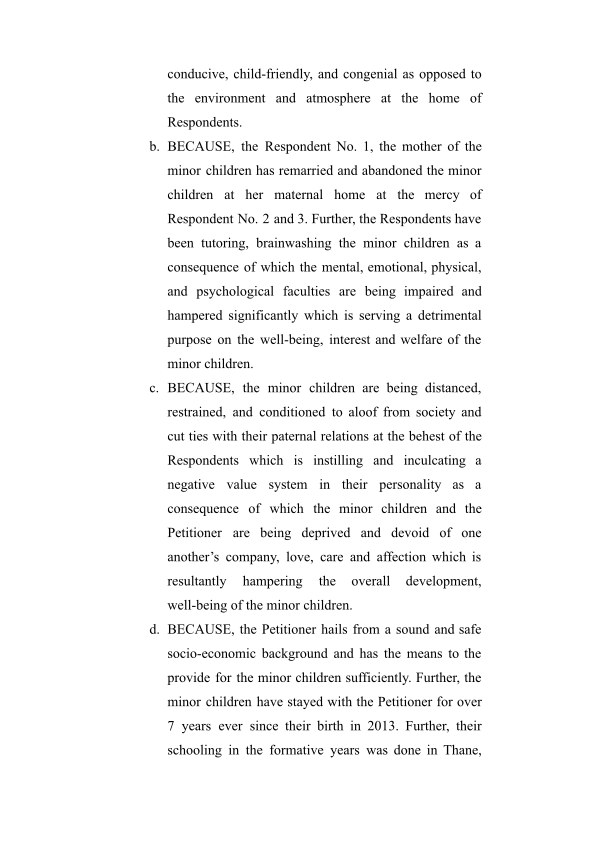 conducive, child-friendly, and congenial as opposed to
the environment and atmosphere at the home of
Respondents.
b. BECAUSE, the Respondent No. 1, the mother of the
minor children has remarried and abandoned the minor
children at her maternal home at the mercy of
Respondent No. 2 and 3. Further, the Respondents have
been tutoring, brainwashing the minor children as a
consequence of which the mental, emotional, physical,
and psychological faculties are being impaired and
hampered significantly which is serving a detrimental
purpose on the well-being, interest and welfare of the
minor children.
c. BECAUSE, the minor children are being distanced,
restrained, and conditioned to aloof from society and
cut ties with their paternal relations at the behest of the
Respondents which is instilling and inculcating a
negative value system in their personality as a
consequence of which the minor children and the
Petitioner are being deprived and devoid of one
another’s company, love, care and affection which is
resultantly hampering the overall development,
well-being of the minor children.
d. BECAUSE, the Petitioner hails from a sound and safe
socio-economic background and has the means to the
provide for the minor children sufficiently. Further, the
minor children have stayed with the Petitioner for over
7 years ever since their birth in 2013. Further, their
schooling in the formative years was done in Thane,